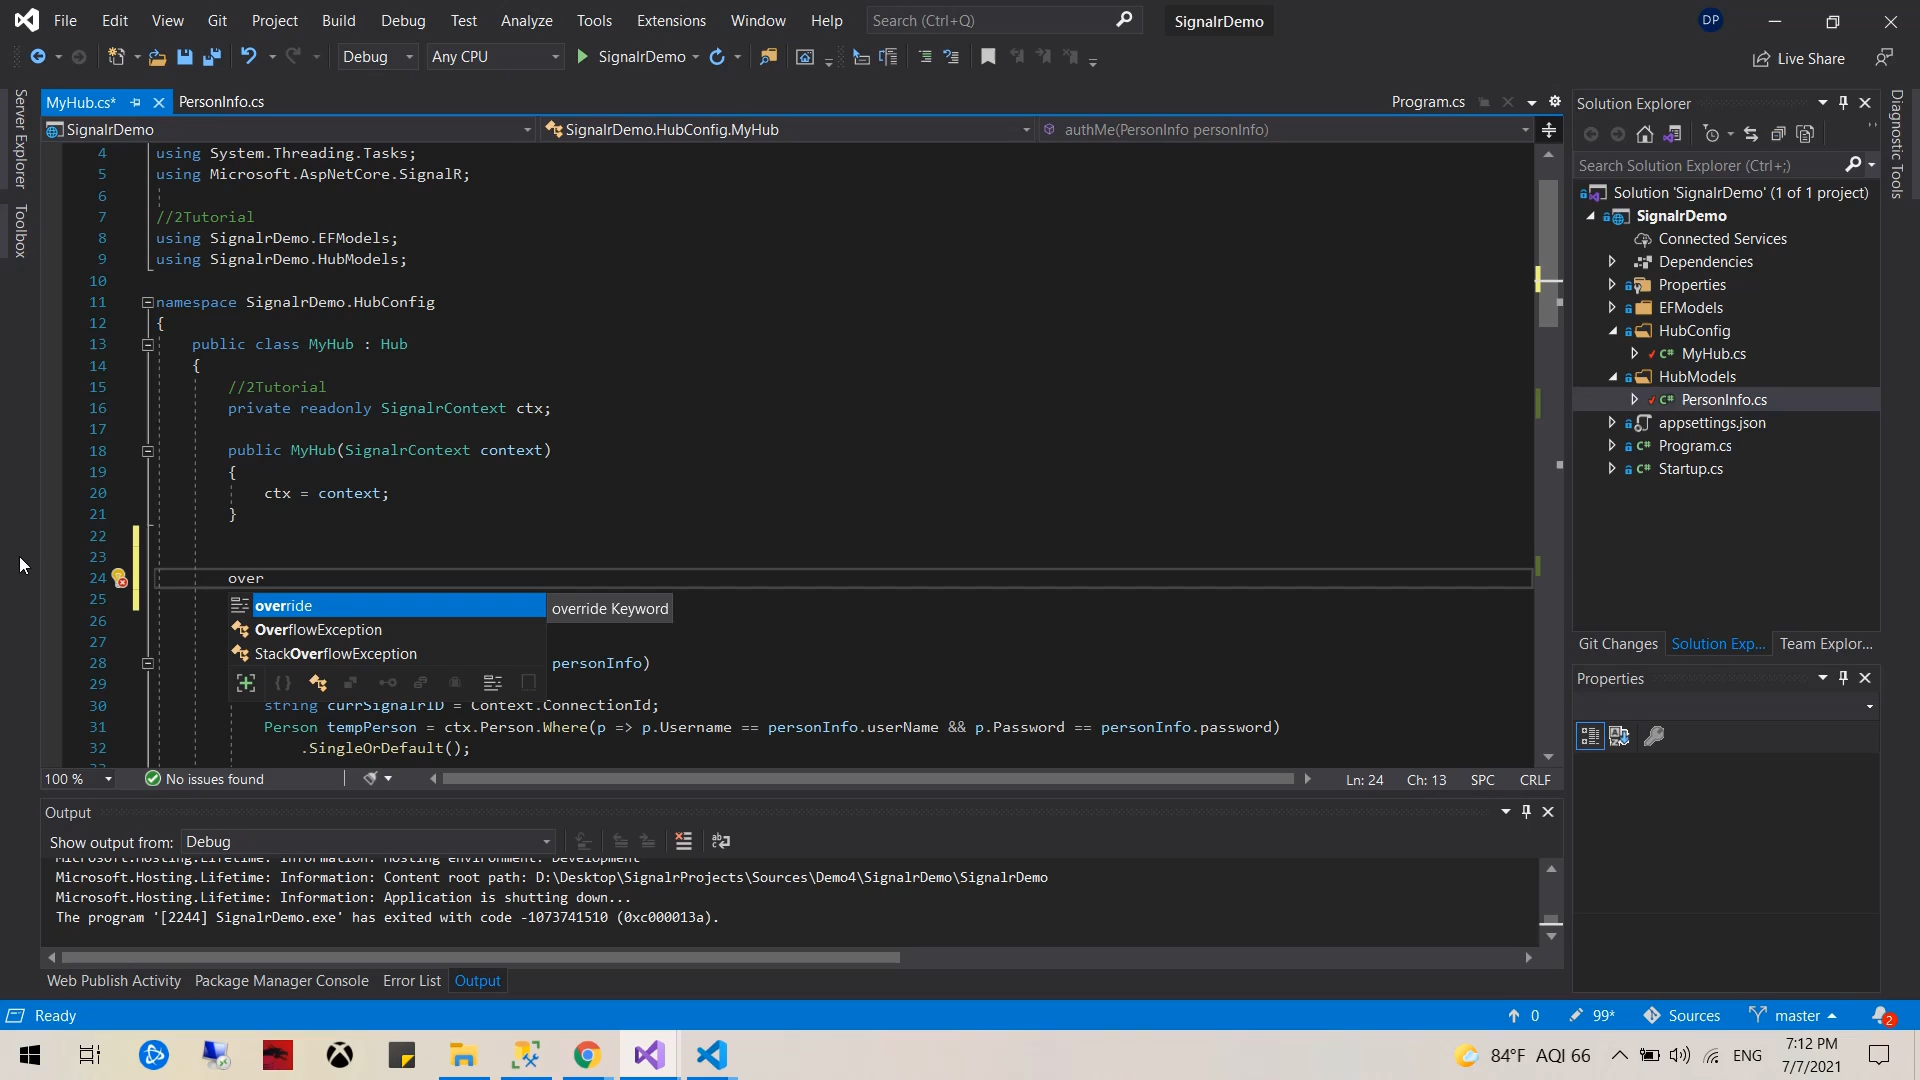 File Edit View Git Project Build Debug Test Analyze Tools Extensions Window Help Search (Ctrl+Q) SignalrDemo DP
Debug Any CPU SignalrDemo Live Share
Server Explorer
Toolbox
MyHub.cs* PersonInfo.cs Program.cs
SignalrDemo SignalrDemo.HubConfig.MyHub authMe(PersonInfo personInfo)
4 using System.Threading.Tasks;
5 using Microsoft.AspNetCore.SignalR;
6
7 //2Tutorial
8 using SignalrDemo.EFModels;
9 using SignalrDemo.HubModels;
10
11 namespace SignalrDemo.HubConfig
12 {
13 public class MyHub : Hub
14 {
15 //2Tutorial
16 private readonly SignalrContext ctx;
17
18 public MyHub(SignalrContext context)
19 {
20 ctx = context;
21 }
22
23
24 over
25
override override Keyword
OverflowException
StackOverflowException
26
27
28 personInfo)
29
30 string currSignalrID = Context.ConnectionId;
31 Person tempPerson = ctx.Person.Where(p => p.Username == personInfo.userName && p.Password == personInfo.password)
32 .SingleOrDefault();
100 % No issues found Ln: 24 Ch: 13 SPC CRLF
Output
Show output from: Debug
Microsoft.Hosting.Lifetime: Information: Hosting environment: Development
Microsoft.Hosting.Lifetime: Information: Content root path: D:\Desktop\SignalrProjects\Sources\Demo4\SignalrDemo\SignalrDemo
Microsoft.Hosting.Lifetime: Information: Application is shutting down...
The program '[2244] SignalrDemo.exe' has exited with code -1073741510 (0xc000013a).
Web Publish Activity Package Manager Console Error List Output
Solution Explorer
Search Solution Explorer (Ctrl+;)
Solution 'SignalrDemo' (1 of 1 project)
SignalrDemo
Connected Services
Dependencies
Properties
EFModels
HubConfig
C# MyHub.cs
HubModels
C# PersonInfo.cs
appsettings.json
C# Program.cs
C# Startup.cs
Git Changes Solution Exp... Team Explor...
Properties
Diagnostic Tools
Ready 0 99* Sources master 2
84°F AQI 66 ENG 7:12 PM
7/7/2021